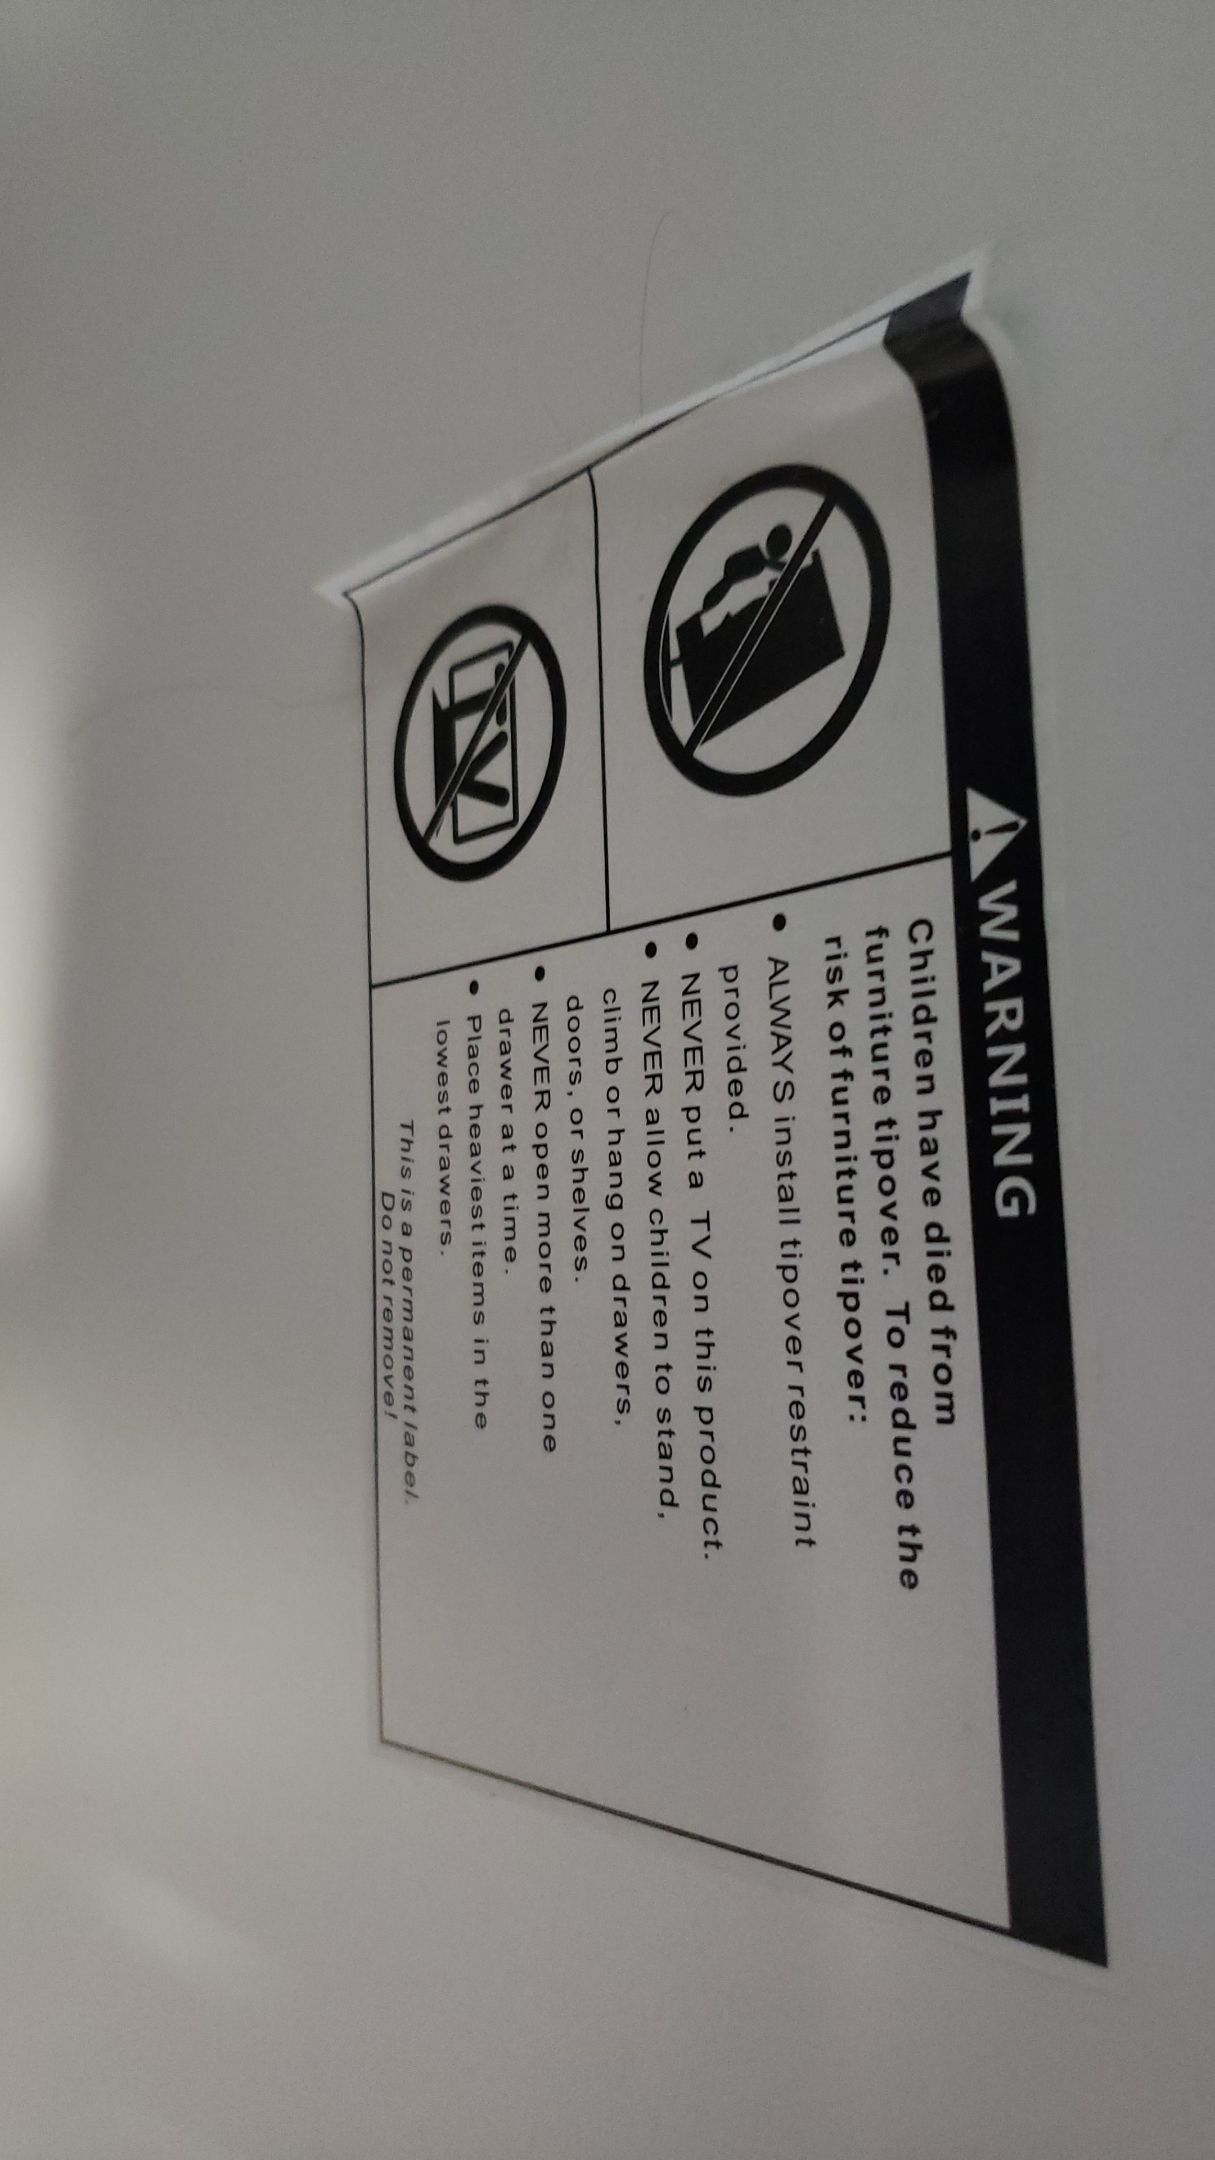 WARNING
Children have died from
furniture tipover. To reduce the
risk of furniture tipover:
• ALWAYS install tipover restraint
provided.
• NEVER put a TV on this product.
• NEVER allow children to stand,
climb or hang on drawers,
doors, or shelves.
• NEVER open more than one
drawer at a time.
• Place heaviest items in the
lowest drawers.
This is a permanent label.
Do not remove!
TV